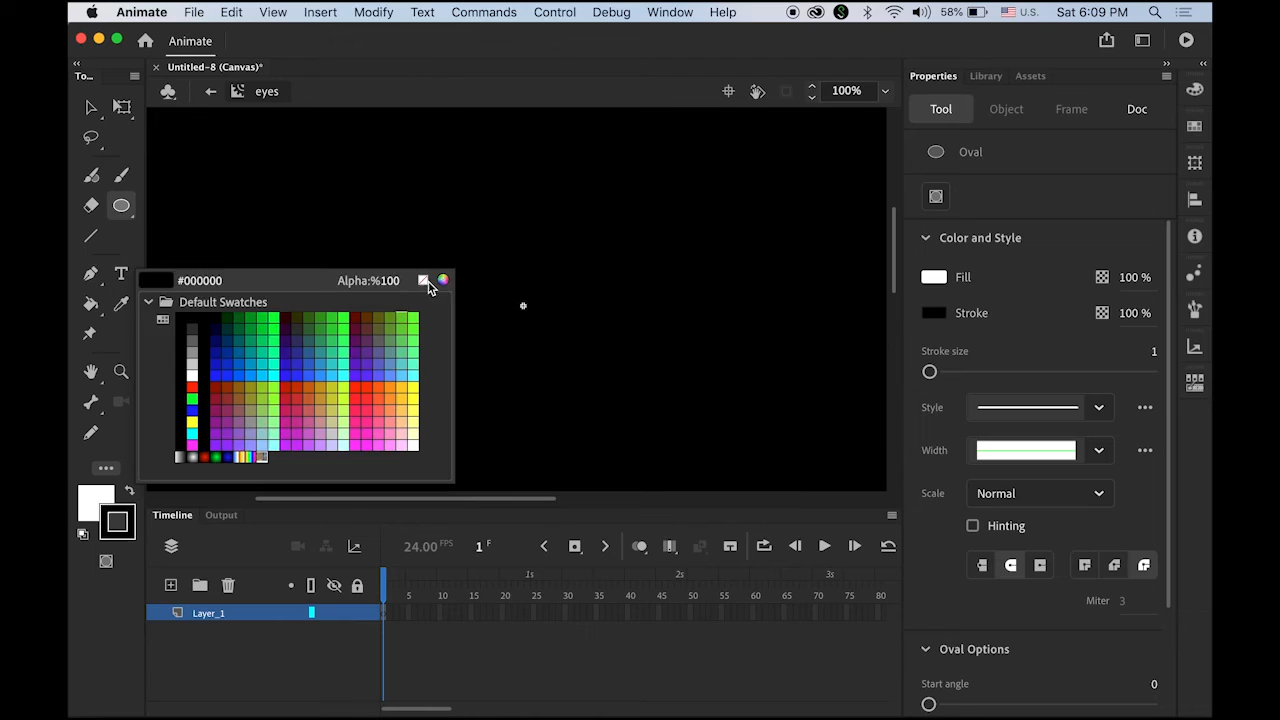 Animate File Edit View Insert Modify Text Commands Control Debug Window Help 58% U.S. Sat 6:09 PM
Animate
To...
Untitled-8 (Canvas)*
eyes
100%
Properties Library Assets
Tool Object Frame Doc
Oval
Color and Style
Fill 100 %
Stroke 100 %
Stroke size 1
Style
Width
Scale Normal
Hinting
Miter 3
Oval Options
Start angle 0
#000000 Alpha:%100
Default Swatches
Timeline Output
24.00 FPS 1 F
1s 2s 3s
5 10 15 20 25 30 35 40 45 50 55 60 65 70 75 80
Layer_1